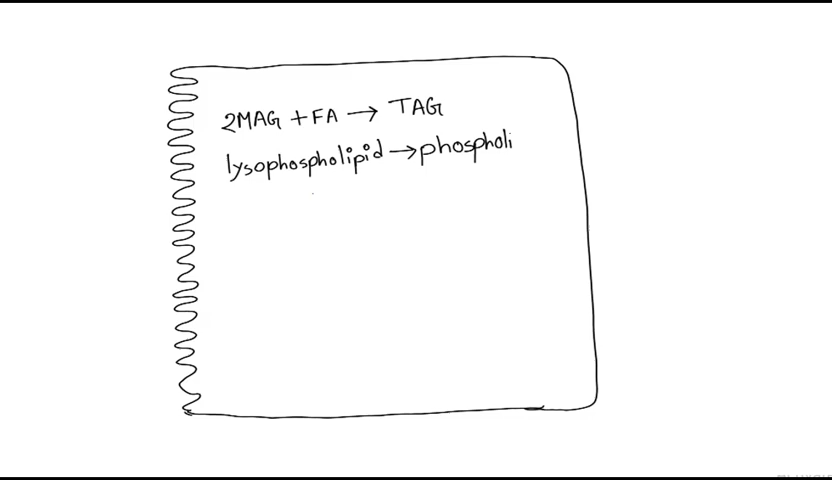 2MAG + FA → TAG
lysophospholipid → phospholi